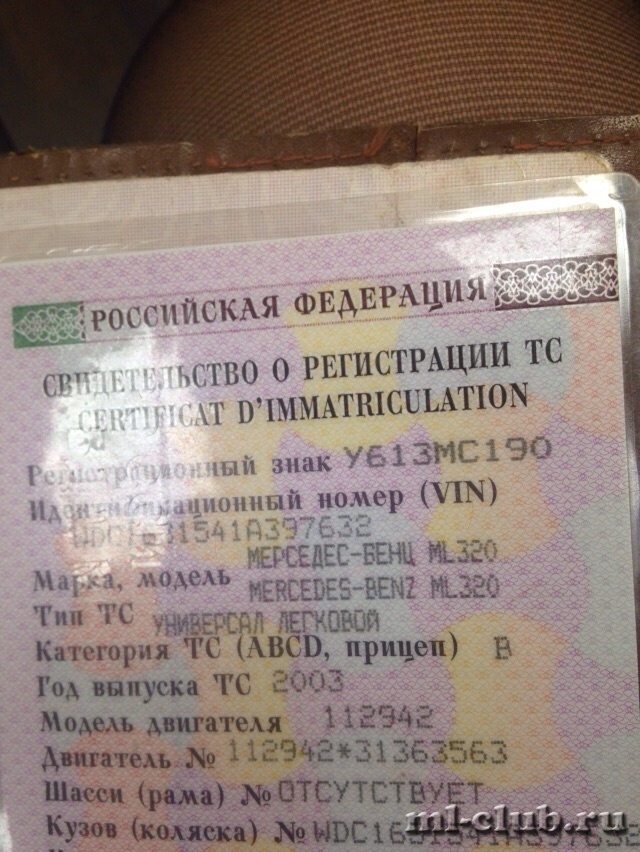 РОССИЙСКАЯ ФЕДЕРАЦИЯ
СВИДЕТЕЛЬСТВО О РЕГИСТРАЦИИ ТС
CERTIFICAT D'IMMATRICULATION
Регистрационный знак У613МС190
Идентификационный номер (VIN)
WDC1631541A397632
МЕРСЕДЕС-БЕНЦ ML320
Марка, модель MERCEDES-BENZ ML320
Тип ТС УНИВЕРСАЛ ЛЕГКОВОЙ
Категория ТС (ABCD, прицеп) B
Год выпуска ТС 2003
Модель двигателя 112942
Двигатель № 112942*31363563
Шасси (рама) № ОТСУТСТВУЕТ
Кузов (коляска) № WDC1631541A397632
ml-club.ru